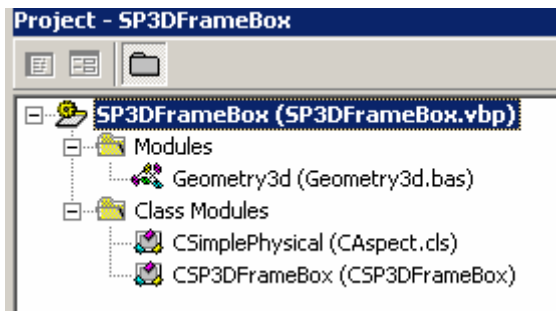 Project - SP3DFrameBox
SP3DFrameBox (SP3DFrameBox.vbp)
Modules
Geometry3d (Geometry3d.bas)
Class Modules
CSimplePhysical (CAspect.cls)
CSP3DFrameBox (CSP3DFrameBox)